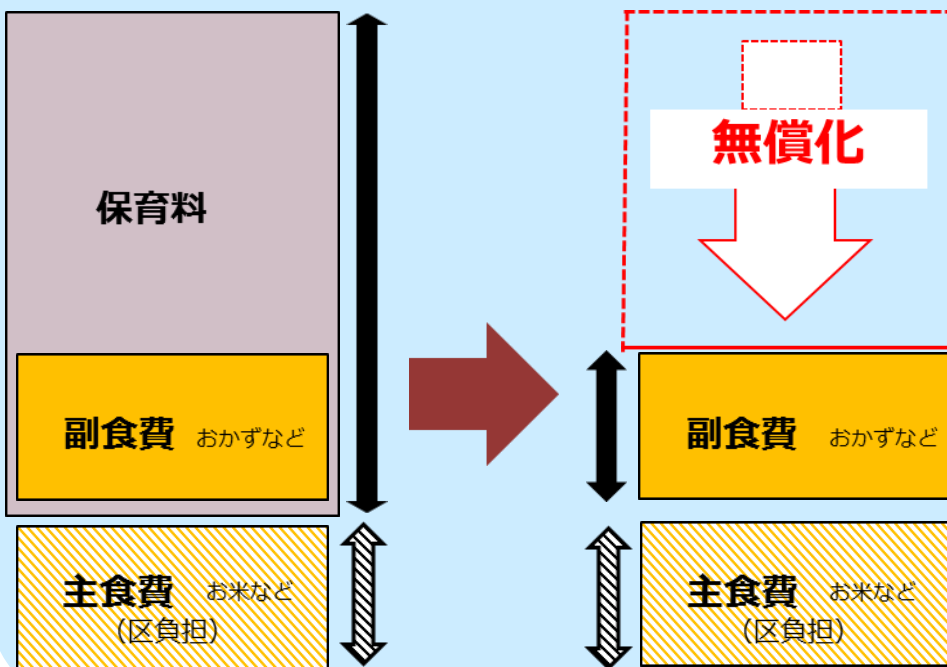 保育料
副食費 おかずなど
主食費 お米など
(区負担)
無償化
副食費 おかずなど
主食費 お米など
(区負担)